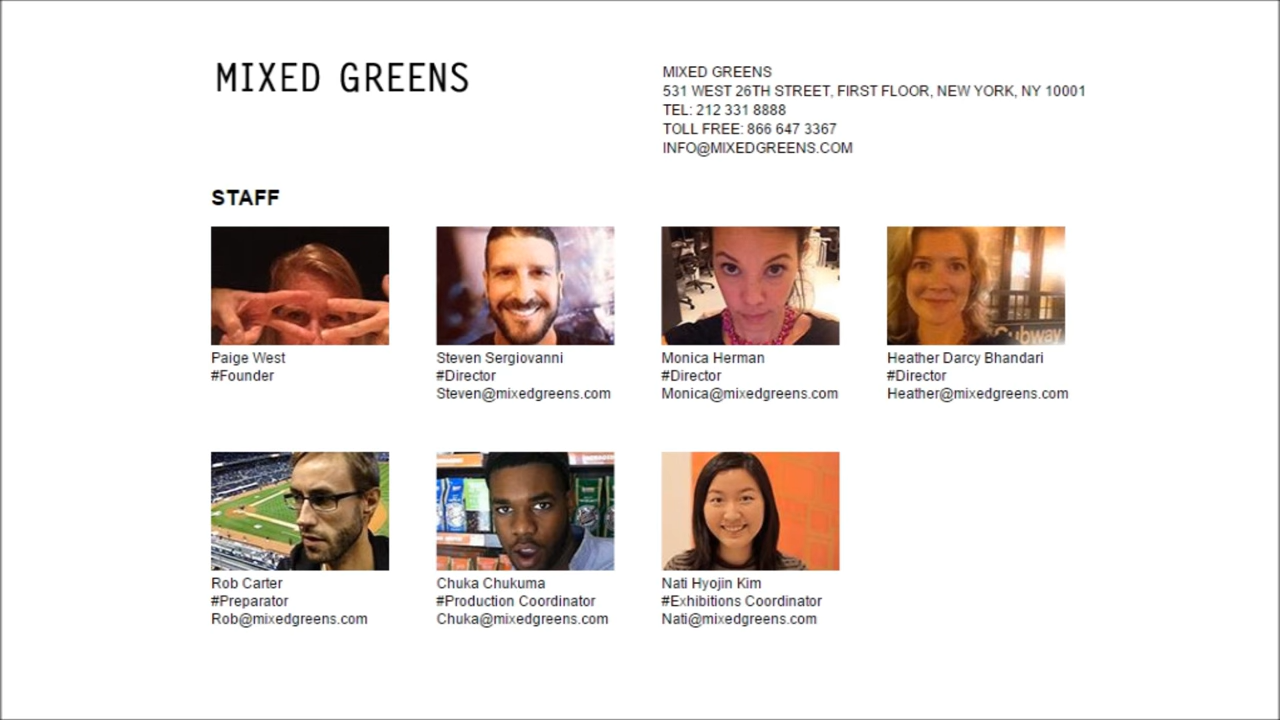 MIXED GREENS
MIXED GREENS
531 WEST 26TH STREET, FIRST FLOOR, NEW YORK, NY 10001
TEL: 212 331 8888
TOLL FREE: 866 647 3367
INFO@MIXEDGREENS.COM
STAFF
Subway
Paige West
#Founder
Steven Sergiovanni
#Director
Steven@mixedgreens.com
Monica Herman
#Director
Monica@mixedgreens.com
Heather Darcy Bhandari
#Director
Heather@mixedgreens.com
Rob Carter
#Preparator
Rob@mixedgreens.com
Chuka Chukuma
#Production Coordinator
Chuka@mixedgreens.com
Nati Hyojin Kim
#Exhibitions Coordinator
Nati@mixedgreens.com